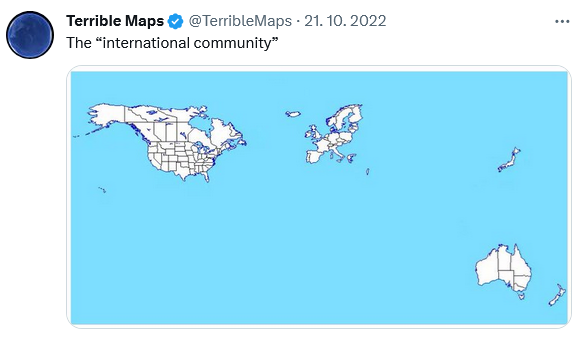 Terrible Maps @TerribleMaps · 21. 10. 2022
The “international community”